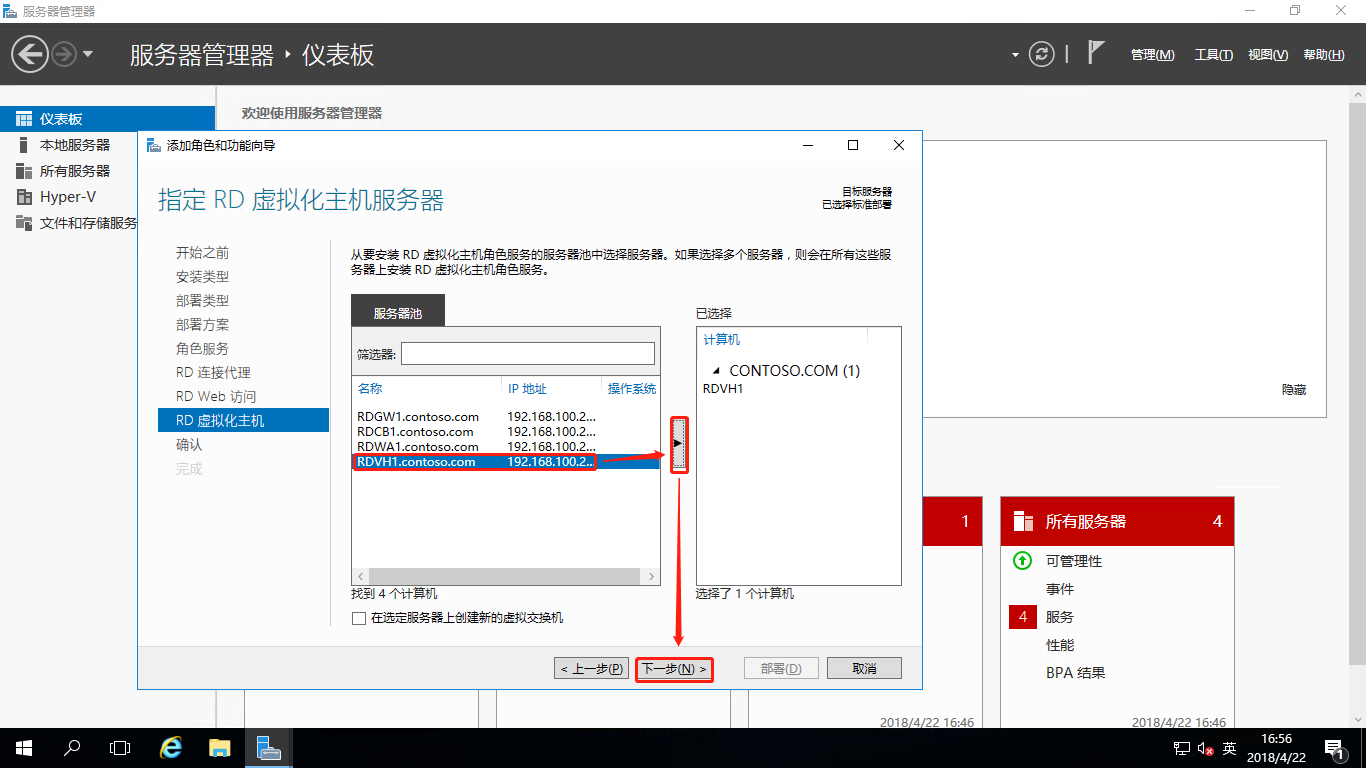 服务器管理器
服务器管理器 · 仪表板
管理(M) 工具(T) 视图(V) 帮助(H)
仪表板
本地服务器
所有服务器
Hyper-V
文件和存储服务
欢迎使用服务器管理器
添加角色和功能向导
指定 RD 虚拟化主机服务器
目标服务器
已选择标准部署
开始之前
安装类型
部署类型
部署方案
角色服务
RD 连接代理
RD Web 访问
RD 虚拟化主机
确认
完成
从要安装 RD 虚拟化主机角色服务的服务器池中选择服务器。如果选择多个服务器，则会在所有这些服
务器上安装 RD 虚拟化主机角色服务。
服务器池
筛选器:
名称 IP 地址 操作系统
RDGW1.contoso.com 192.168.100.2...
RDCB1.contoso.com 192.168.100.2...
RDWA1.contoso.com 192.168.100.2...
RDVH1.contoso.com 192.168.100.2...
找到 4 个计算机
在选定服务器上创建新的虚拟交换机
已选择
计算机
CONTOSO.COM (1)
RDVH1
选择了 1 个计算机
< 上一步(P) 下一步(N) > 部署(D) 取消
隐藏
1
所有服务器 4
可管理性
事件
4 服务
性能
BPA 结果
2018/4/22 16:46
2018/4/22 16:46
英
16:56
2018/4/22
1